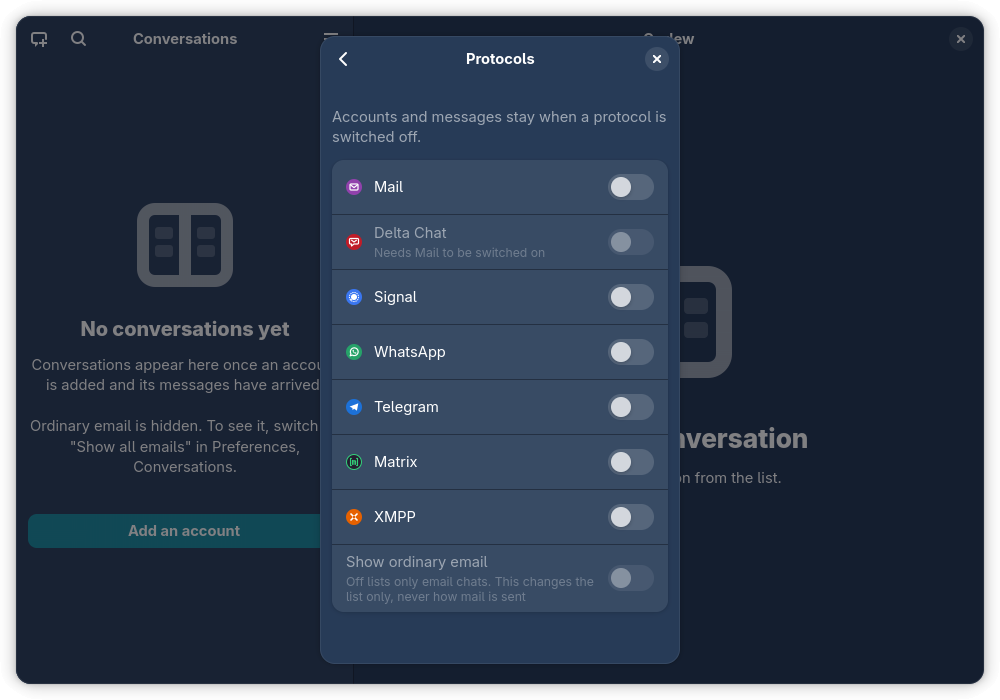 Conversations
Protocols
Accounts and messages stay when a protocol is
switched off.
Mail
Delta Chat
Needs Mail to be switched on
Signal
WhatsApp
Telegram
Matrix
XMPP
Show ordinary email
Off lists only email chats. This changes the
list only, never how mail is sent
No conversations yet
Conversations appear here once an
is added and its messages have arrived
Ordinary email is hidden. To see it, switch
"Show all emails" in Preferences,
Conversations.
Add an account
from the list.